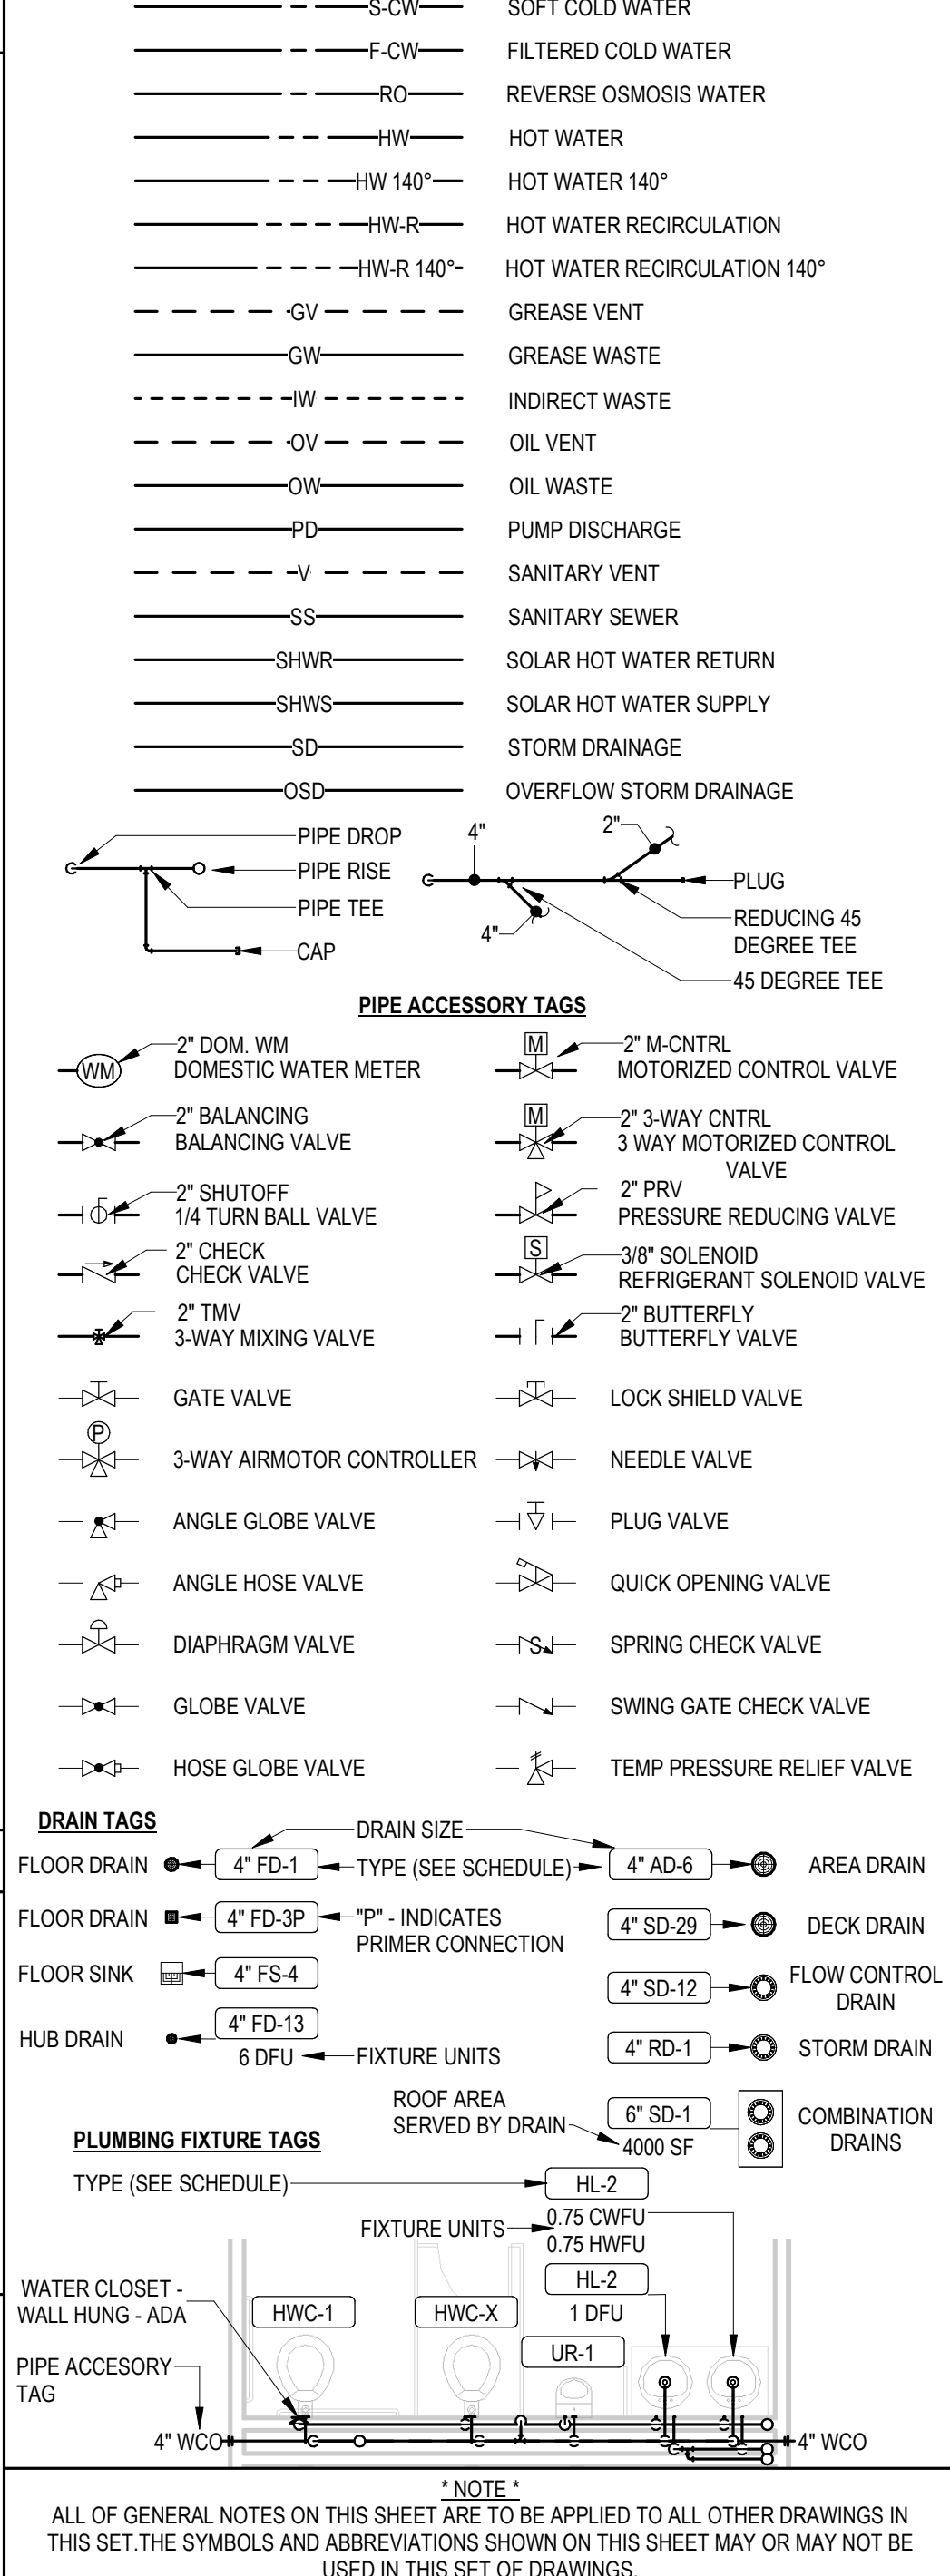 S-CW SOFT COLD WATER
F-CW FILTERED COLD WATER
RO REVERSE OSMOSIS WATER
HW HOT WATER
HW 140° HOT WATER 140°
HW-R HOT WATER RECIRCULATION
HW-R 140° HOT WATER RECIRCULATION 140°
GV GREASE VENT
GW GREASE WASTE
IW INDIRECT WASTE
OV OIL VENT
OW OIL WASTE
PD PUMP DISCHARGE
V SANITARY VENT
SS SANITARY SEWER
SHWR SOLAR HOT WATER RETURN
SHWS SOLAR HOT WATER SUPPLY
SD STORM DRAINAGE
OSD OVERFLOW STORM DRAINAGE
PIPE DROP
PIPE RISE
PIPE TEE
CAP
4"
2"
4"
PLUG
REDUCING 45
DEGREE TEE
45 DEGREE TEE
PIPE ACCESSORY TAGS
WM
2" DOM. WM
DOMESTIC WATER METER
M
2" M-CNTRL
MOTORIZED CONTROL VALVE
2" BALANCING
BALANCING VALVE
M
2" 3-WAY CNTRL
3 WAY MOTORIZED CONTROL
VALVE
2" SHUTOFF
1/4 TURN BALL VALVE
2" PRV
PRESSURE REDUCING VALVE
2" CHECK
CHECK VALVE
S
3/8" SOLENOID
REFRIGERANT SOLENOID VALVE
2" TMV
3-WAY MIXING VALVE
2" BUTTERFLY
BUTTERFLY VALVE
GATE VALVE
LOCK SHIELD VALVE
P
3-WAY AIRMOTOR CONTROLLER
NEEDLE VALVE
ANGLE GLOBE VALVE
PLUG VALVE
ANGLE HOSE VALVE
QUICK OPENING VALVE
DIAPHRAGM VALVE
S
SPRING CHECK VALVE
GLOBE VALVE
SWING GATE CHECK VALVE
HOSE GLOBE VALVE
TEMP PRESSURE RELIEF VALVE
DRAIN TAGS
DRAIN SIZE
FLOOR DRAIN
4" FD-1
TYPE (SEE SCHEDULE)
4" AD-6
AREA DRAIN
FLOOR DRAIN
4" FD-3P
"P" - INDICATES
PRIMER CONNECTION
4" SD-29
DECK DRAIN
FLOOR SINK
4" FS-4
4" SD-12
FLOW CONTROL
DRAIN
HUB DRAIN
4" FD-13
6 DFU
FIXTURE UNITS
4" RD-1
STORM DRAIN
ROOF AREA
SERVED BY DRAIN
6" SD-1
4000 SF
COMBINATION
DRAINS
PLUMBING FIXTURE TAGS
TYPE (SEE SCHEDULE)
HL-2
FIXTURE UNITS
0.75 CWFU
0.75 HWFU
HL-2
1 DFU
WATER CLOSET -
WALL HUNG - ADA
HWC-1
HWC-X
UR-1
PIPE ACCESORY
TAG
4" WCO
4" WCO
* NOTE *
ALL OF GENERAL NOTES ON THIS SHEET ARE TO BE APPLIED TO ALL OTHER DRAWINGS IN
THIS SET.THE SYMBOLS AND ABBREVIATIONS SHOWN ON THIS SHEET MAY OR MAY NOT BE
USED IN THIS SET OF DRAWINGS.